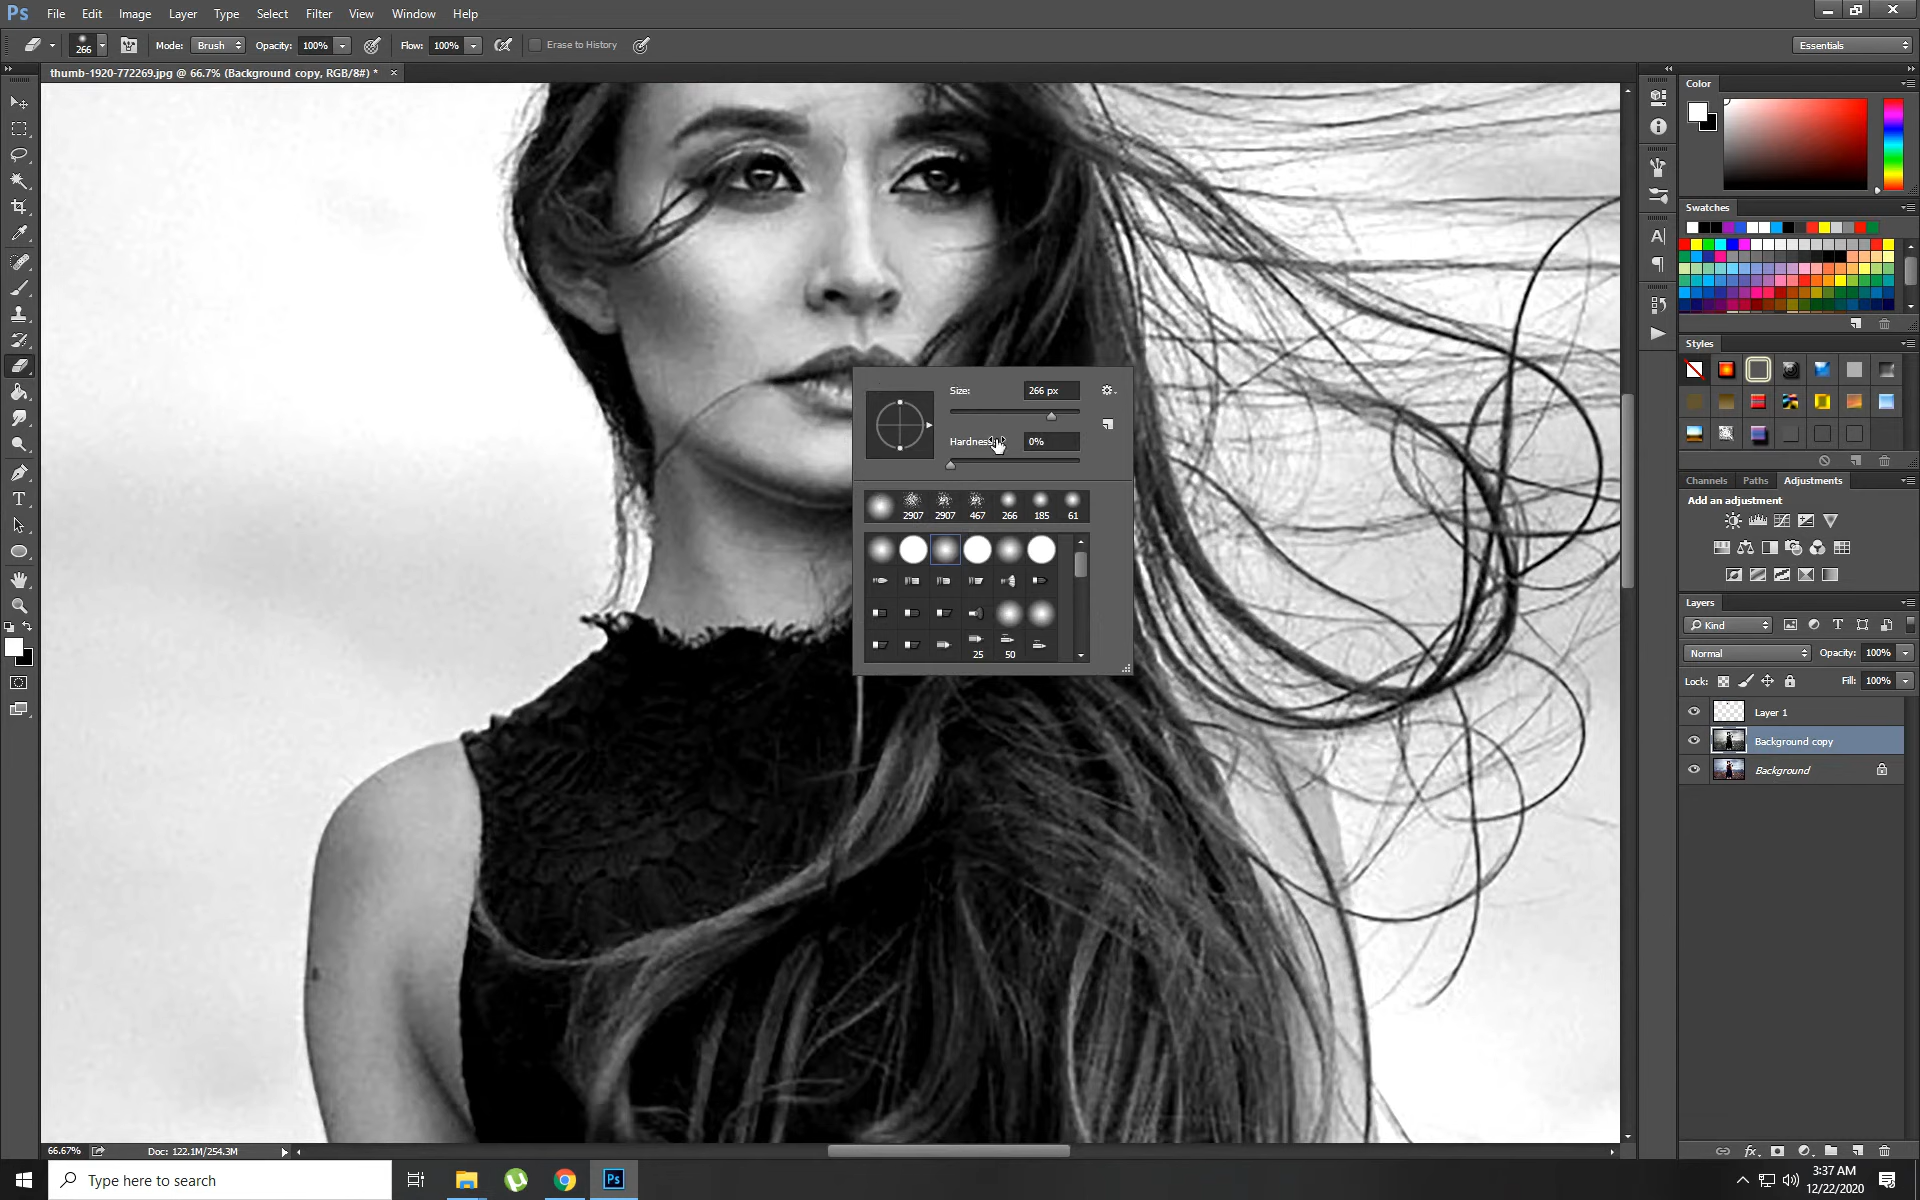 Ps File Edit Image Layer Type Select Filter View Window Help
266 Mode: Brush Opacity: 100% Flow: 100% Erase to History Essentials
thumb-1920-772269.jpg @ 66.7% (Background copy, RGB/8#) * ×
Color
Swatches
Styles
Size: 266 px
Hardness: 0%
2907 2907 467 266 185 61
25 50
Channels Paths Adjustments
Add an adjustment
Layers
Kind
Normal Opacity: 100%
Lock: Fill: 100%
Layer 1
Background copy
Background
66.67% Doc: 122.1M/254.3M
Type here to search
Ps
3:37 AM
12/22/2020